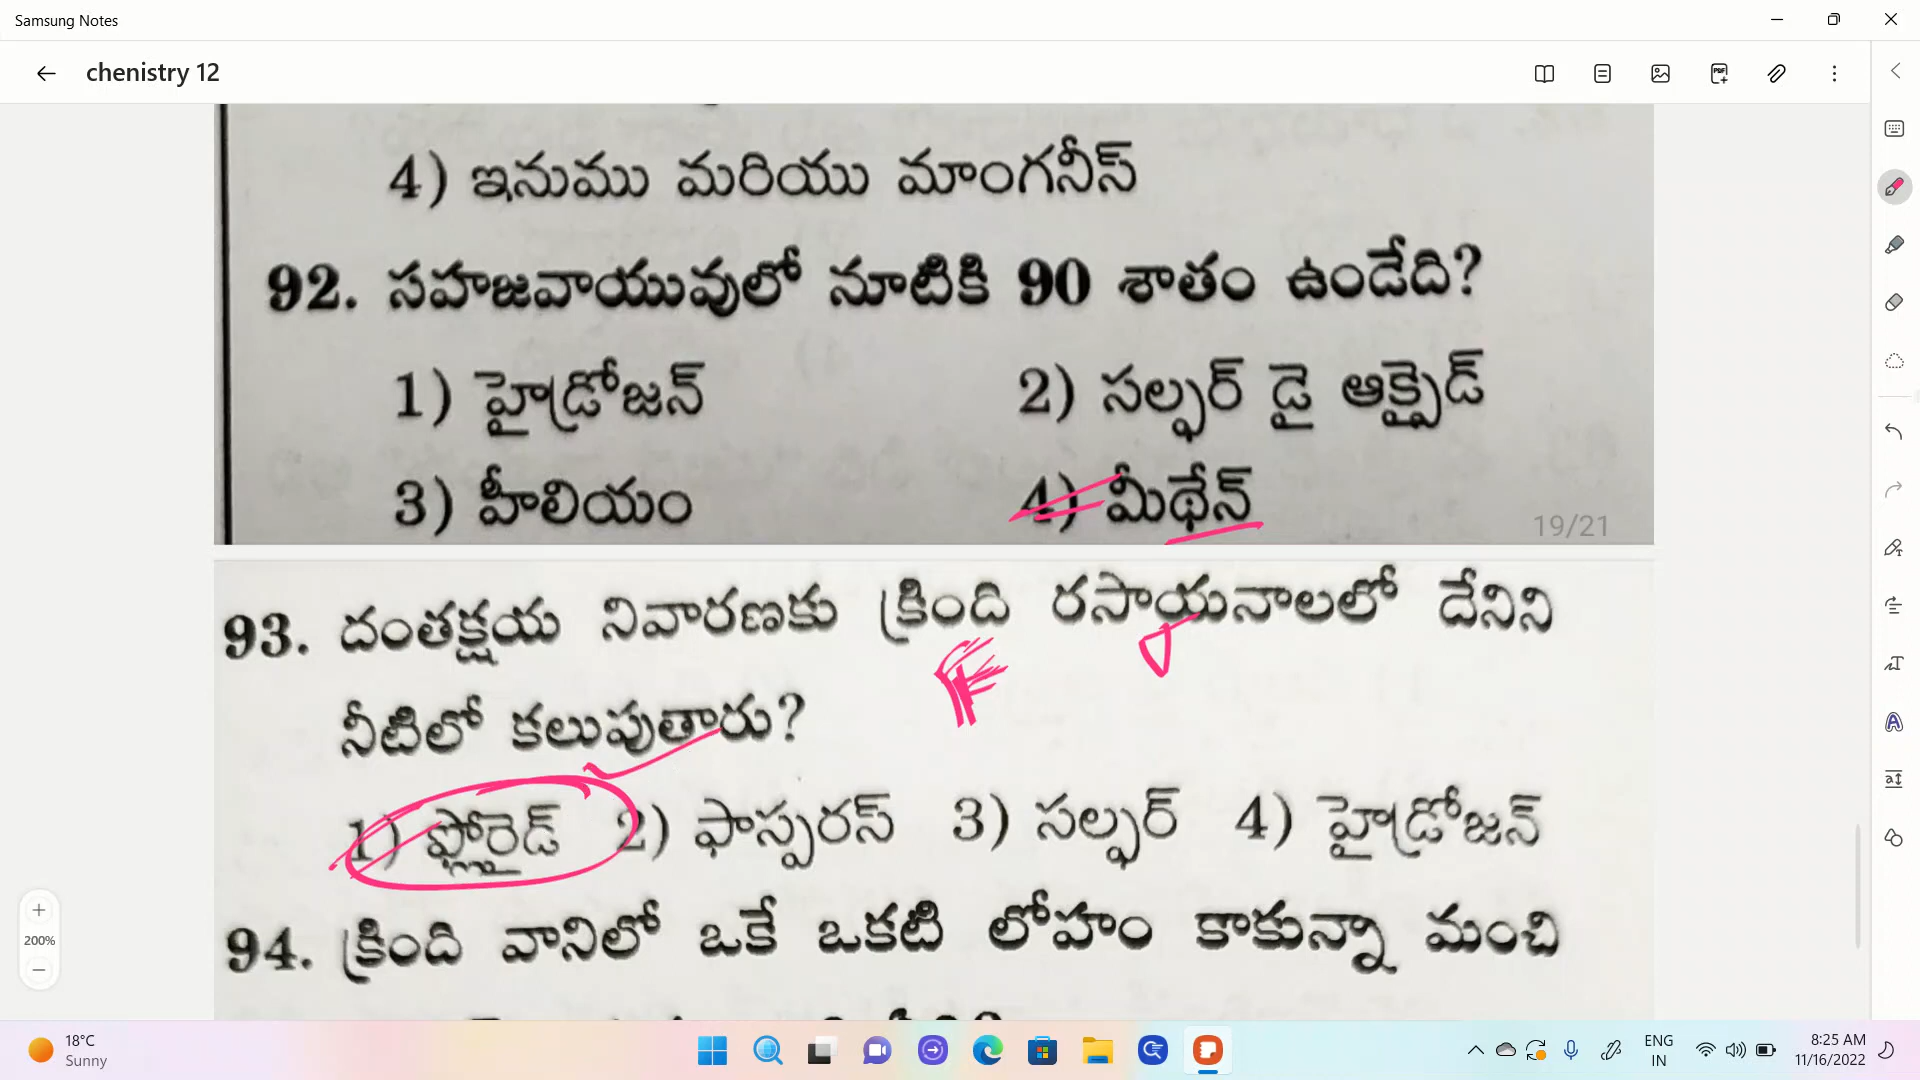 Samsung Notes
chenistry 12
4) ఇనుము మరియు మాంగనీస్
92. సహజవాయువులో నూటికి 90 శాతం ఉండేది?
1) హైడ్రోజన్ 2) సల్ఫర్ డై ఆక్సైడ్
3) హీలియం 4) మీథేన్
19/21
93. దంతక్షయ నివారణకు క్రింది రసాయనాలలో దేనిని
నీటిలో కలుపుతారు?
1) ఫ్లోరైడ్ 2) ఫాస్పరస్ 3) సల్ఫర్ 4) హైడ్రోజన్
94. క్రింది వానిలో ఒకే ఒకటి లోహం కాకున్నా మంచి
200%
18°C
Sunny
ENG
IN
8:25 AM
11/16/2022